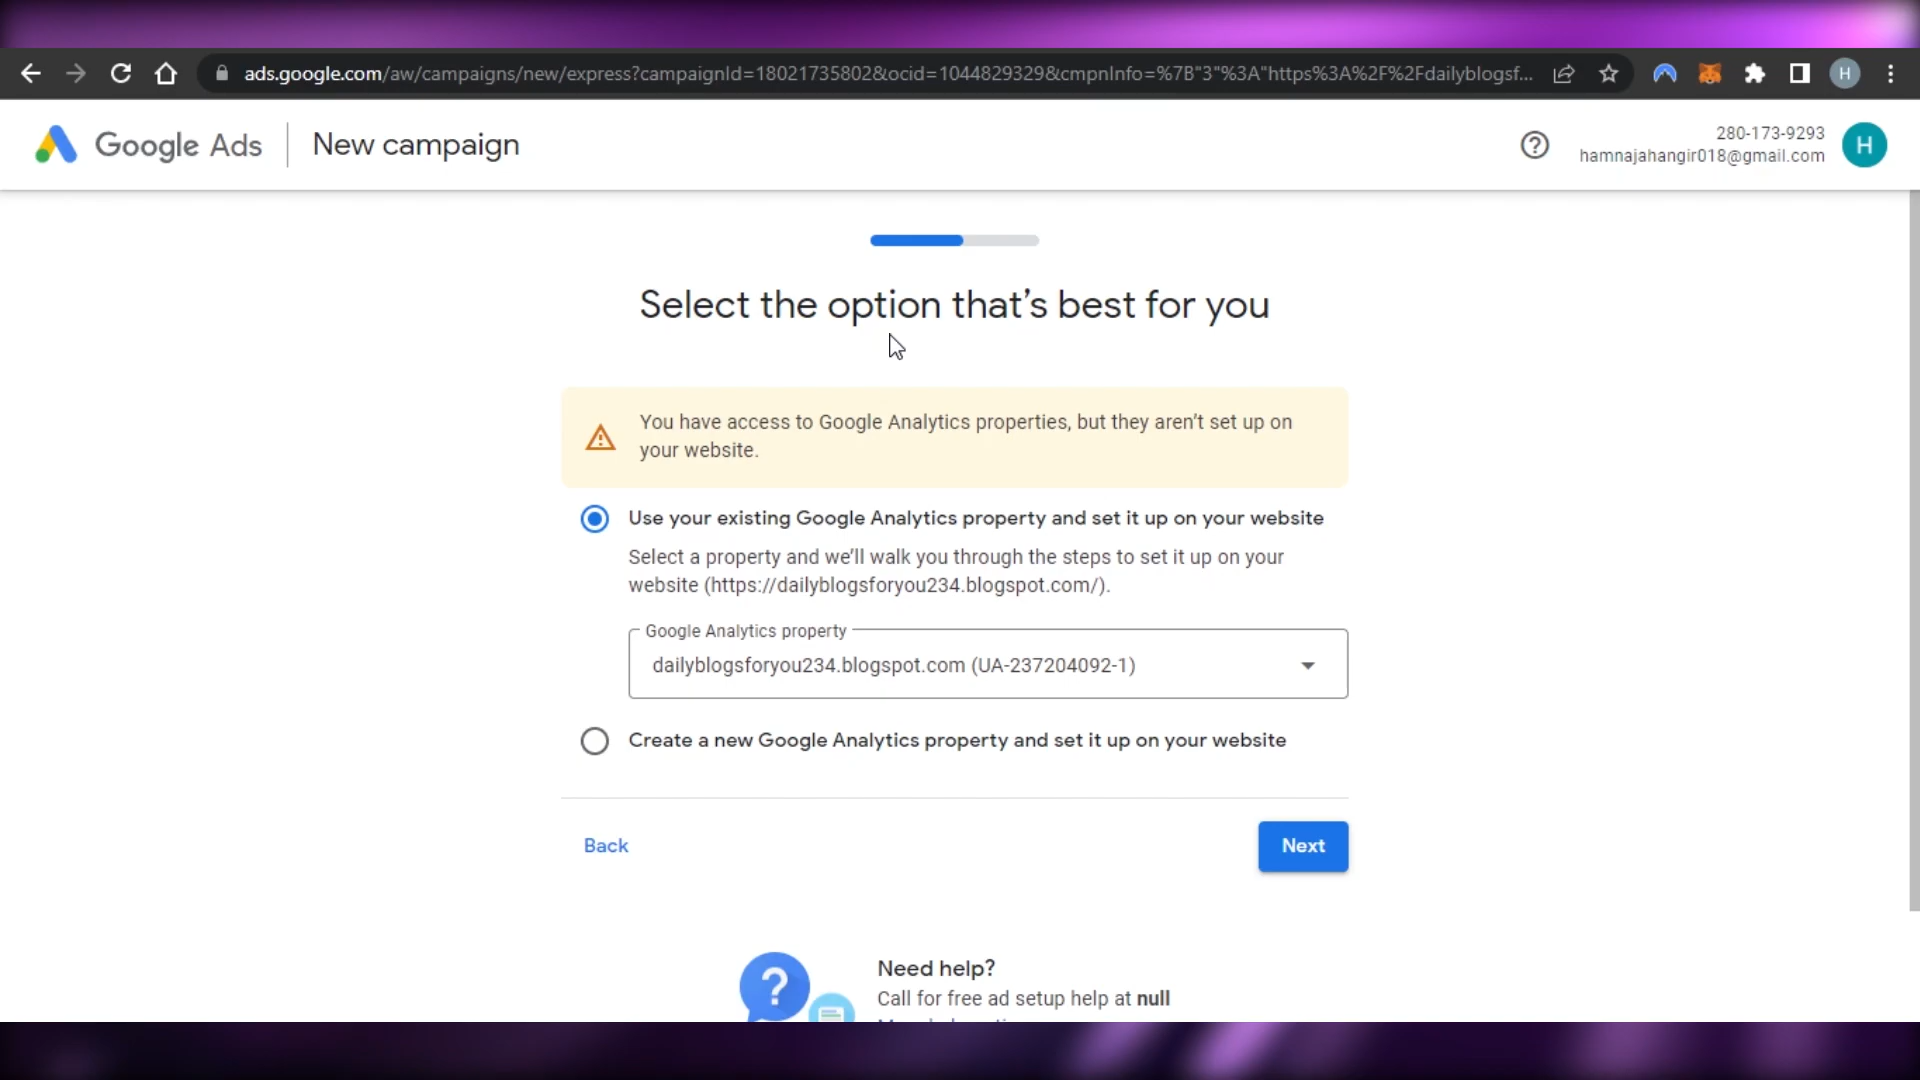 ads.google.com/aw/campaigns/new/express?campaignId=18021735802&ocid=1044829329&cmpnInfo=%7B"3"%3A"https%3A%2F%2Fdailyblogsf...
H
Google Ads
New campaign
280-173-9293
hamnajahangir018@gmail.com
H
Select the option that's best for you
You have access to Google Analytics properties, but they aren't set up on
your website.
Use your existing Google Analytics property and set it up on your website
Select a property and we'll walk you through the steps to set it up on your
website (https://dailyblogsforyou234.blogspot.com/).
Google Analytics property
dailyblogsforyou234.blogspot.com (UA-237204092-1)
Create a new Google Analytics property and set it up on your website
Back
Next
Need help?
Call for free ad setup help at null